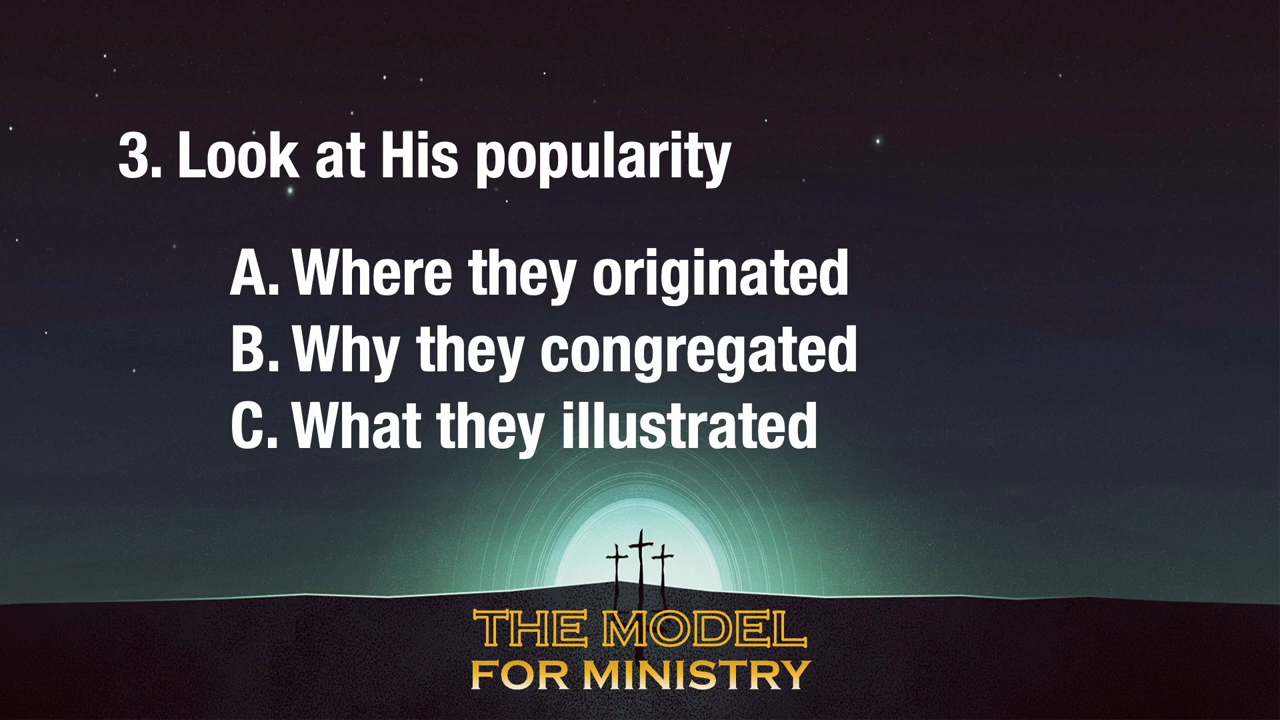 3. Look at His popularity
A. Where they originated
B. Why they congregated
C. What they illustrated
THE MODEL
FOR MINISTRY